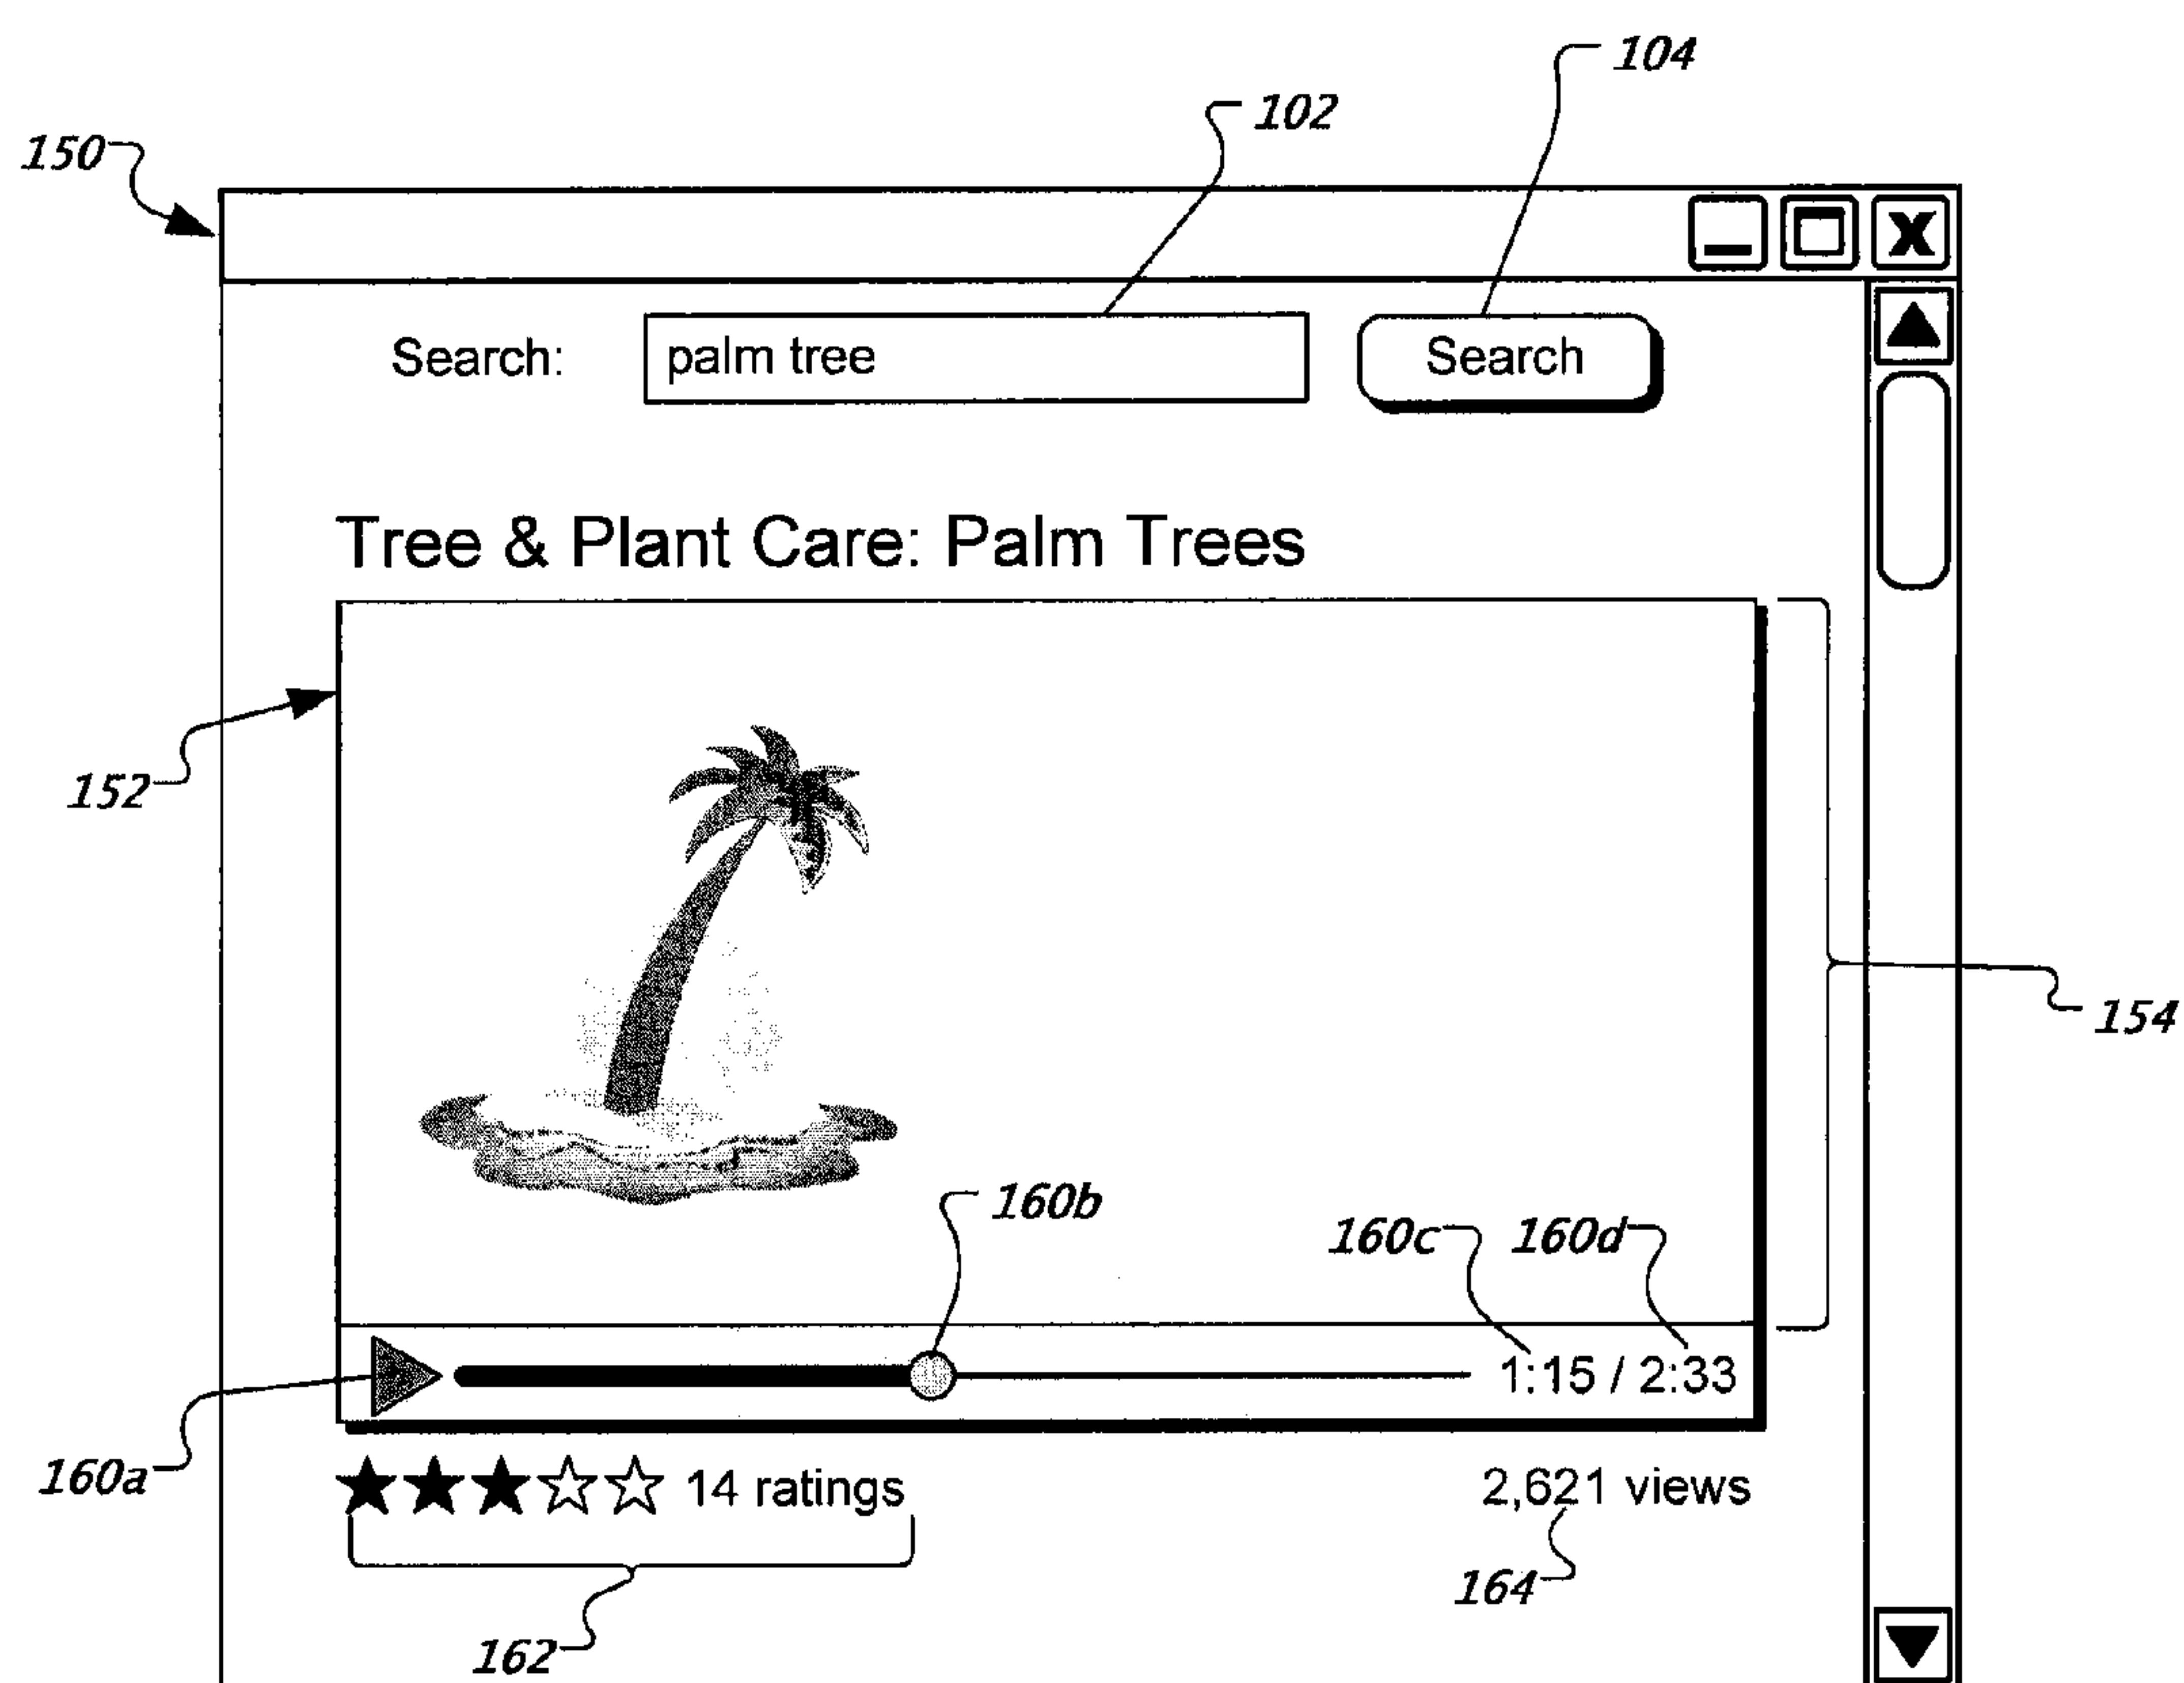 104
102
150
X
Search: palm tree Search
Tree & Plant Care: Palm Trees
152
154
160b
160c 160d
1:15 / 2:33
160a
14 ratings 2,621 views
164
162